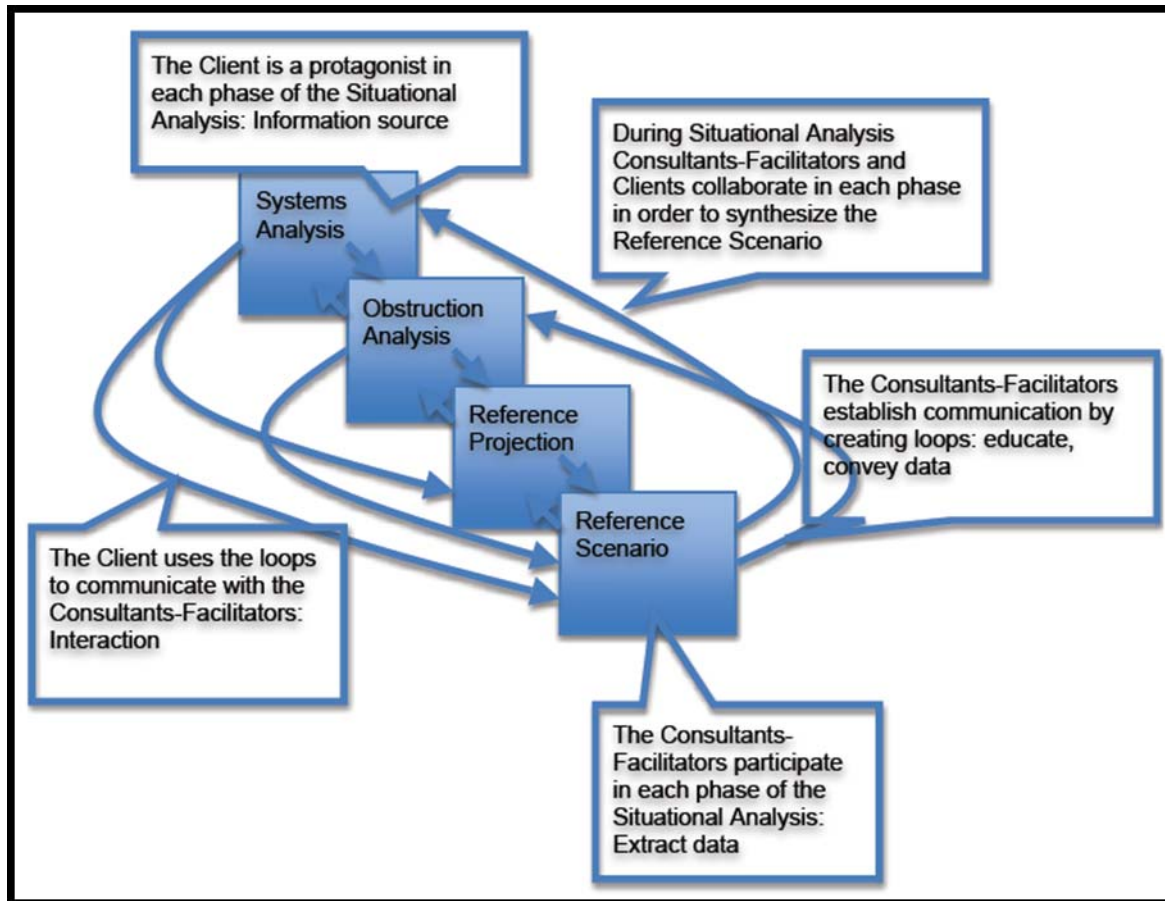 The Client is a protagonist in
each phase of the Situational
Analysis: Information source
During Situational Analysis
Consultants-Facilitators and
Clients collaborate in each phase
in order to synthesize the
Reference Scenario
Systems
Analysis
Obstruction
Analysis
Reference
Projection
Reference
Scenario
The Consultants-Facilitators
establish communication by
creating loops: educate,
convey data
The Client uses the loops
to communicate with the
Consultants-Facilitators:
Interaction
The Consultants-
Facilitators participate
in each phase of the
Situational Analysis:
Extract data